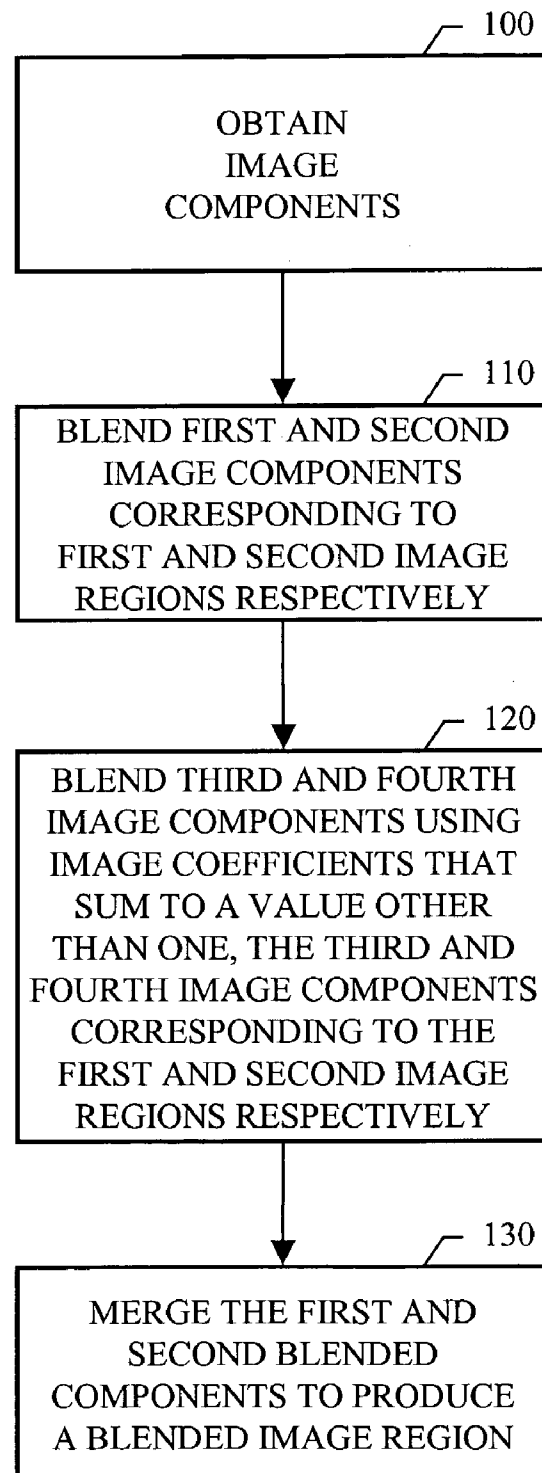 100
OBTAIN
IMAGE
COMPONENTS
110
BLEND FIRST AND SECOND
IMAGE COMPONENTS
CORRESPONDING TO
FIRST AND SECOND IMAGE
REGIONS RESPECTIVELY
120
BLEND THIRD AND FOURTH
IMAGE COMPONENTS USING
IMAGE COEFFICIENTS THAT
SUM TO A VALUE OTHER
THAN ONE, THE THIRD AND
FOURTH IMAGE COMPONENTS
CORRESPONDING TO THE
FIRST AND SECOND IMAGE
REGIONS RESPECTIVELY
130
MERGE THE FIRST AND
SECOND BLENDED
COMPONENTS TO PRODUCE
A BLENDED IMAGE REGION